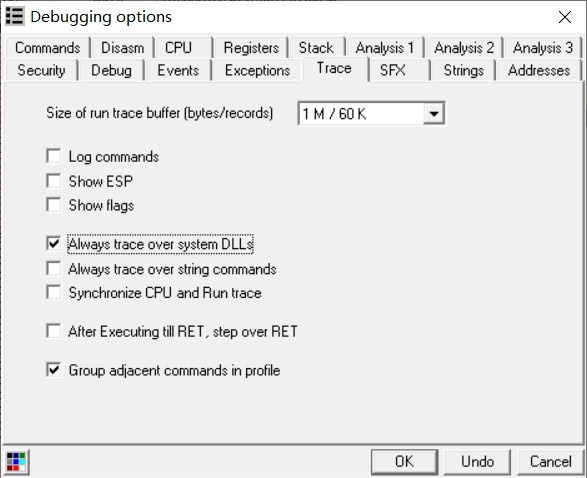 Debugging options
Commands Disasm CPU Registers Stack Analysis 1 Analysis 2 Analysis 3
Security Debug Events Exceptions Trace SFX Strings Addresses
Size of run trace buffer (bytes/records) 1 M / 60 K
Log commands
Show ESP
Show flags
Always trace over system DLLs
Always trace over string commands
Synchronize CPU and Run trace
After Executing till RET, step over RET
Group adjacent commands in profile
OK Undo Cancel